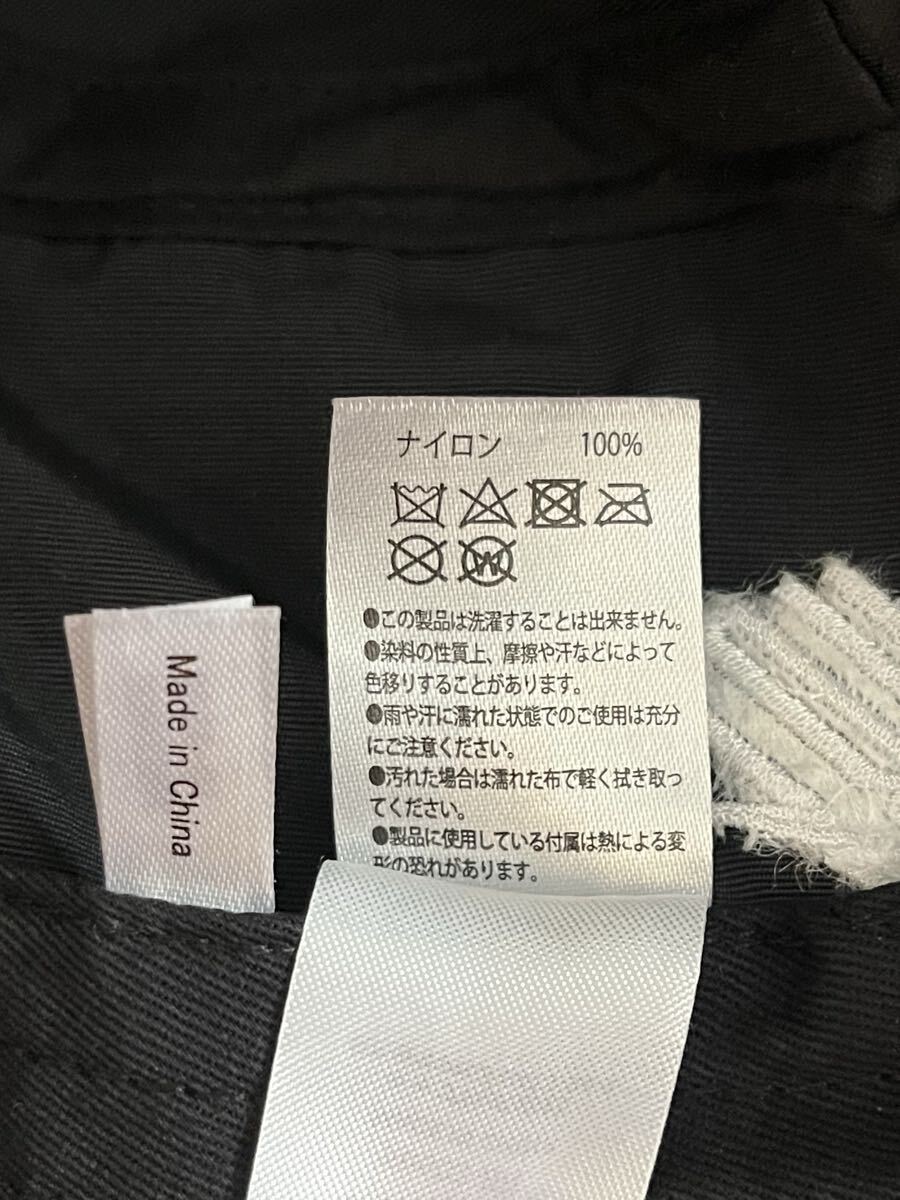 ナイロン 100%
W
●この製品は洗濯することは出来ません。
●染料の性質上、摩擦や汗などによって
色移りすることがあります。
●雨や汗に濡れた状態でのご使用は充分
にご注意ください。
●汚れた場合は濡れた布で軽く拭き取っ
てください。
●製品に使用している付属は熱による変
形の恐れがあります。
Made in China